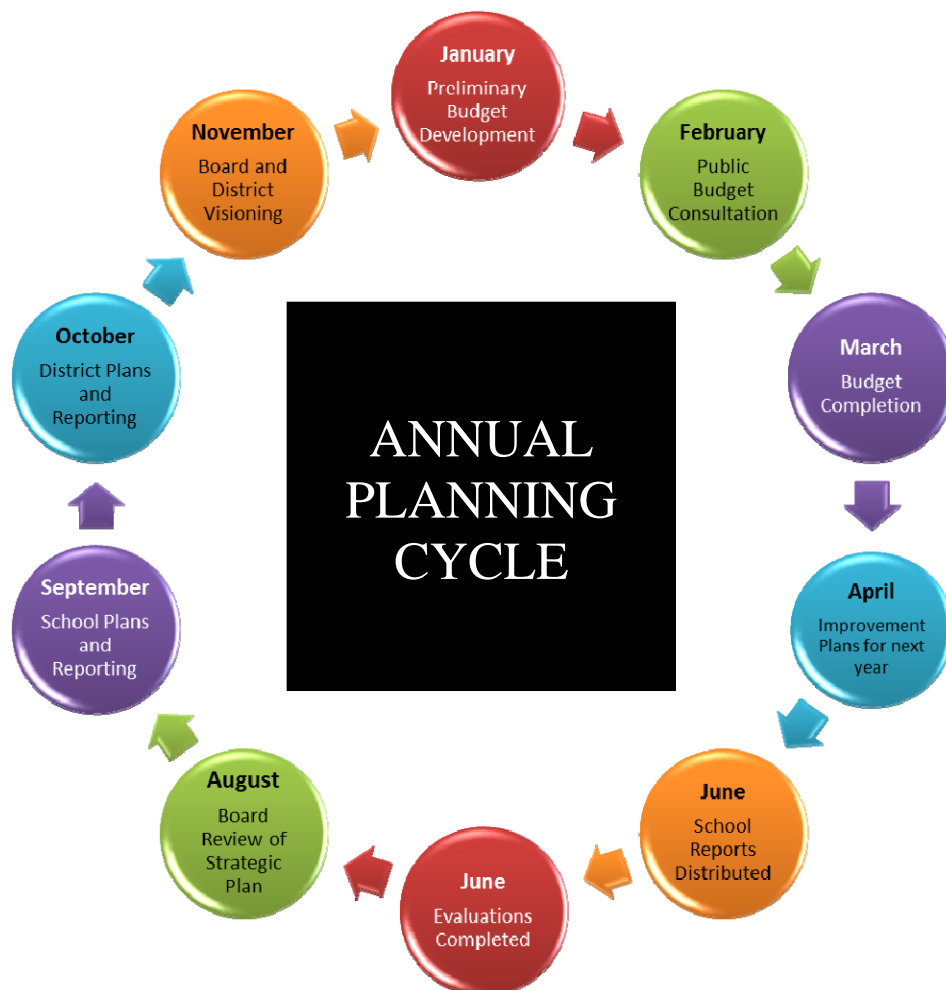 January
Preliminary
Budget
Development
February
Public
Budget
Consultation
March
Budget
Completion
April
Improvement
Plans for next
year
June
School
Reports
Distributed
June
Evaluations
Completed
August
Board
Review of
Strategic
Plan
September
School Plans
and
Reporting
October
District Plans
and
Reporting
November
Board and
District
Visioning
ANNUAL
PLANNING
CYCLE